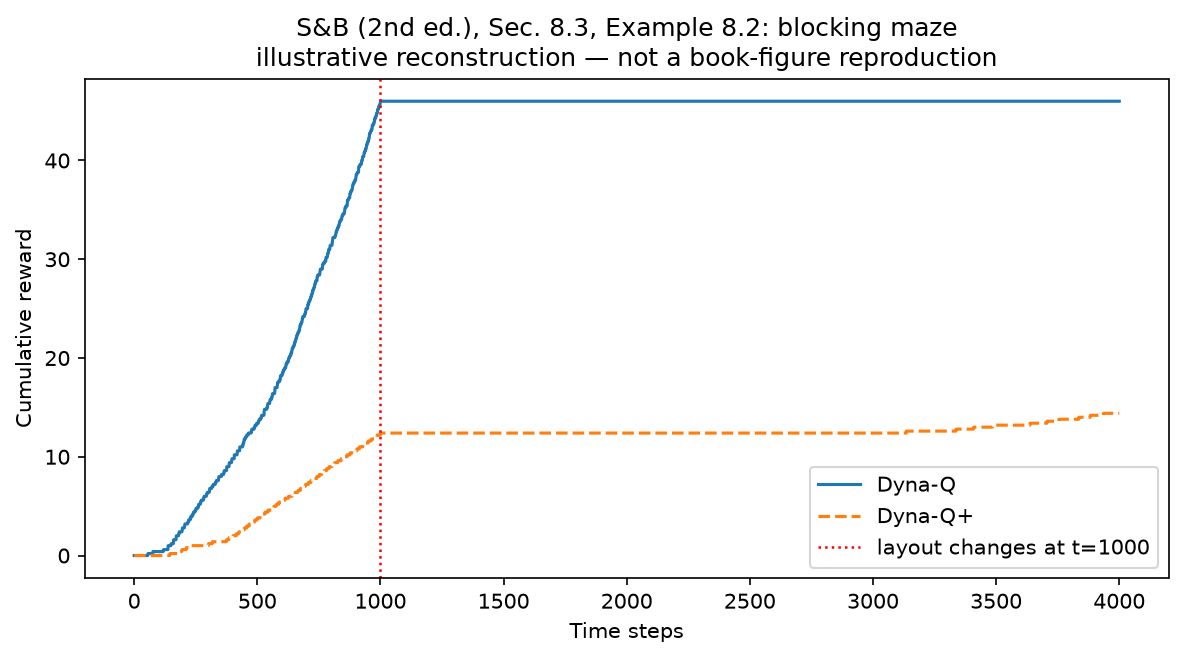 S&B (2nd ed.), Sec. 8.3, Example 8.2: blocking maze
illustrative reconstruction — not a book-figure reproduction
Cumulative reward
40
30
20
10
0
Dyna-Q
Dyna-Q+
layout changes at t=1000
0 500 1000 1500 2000 2500 3000 3500 4000
Time steps